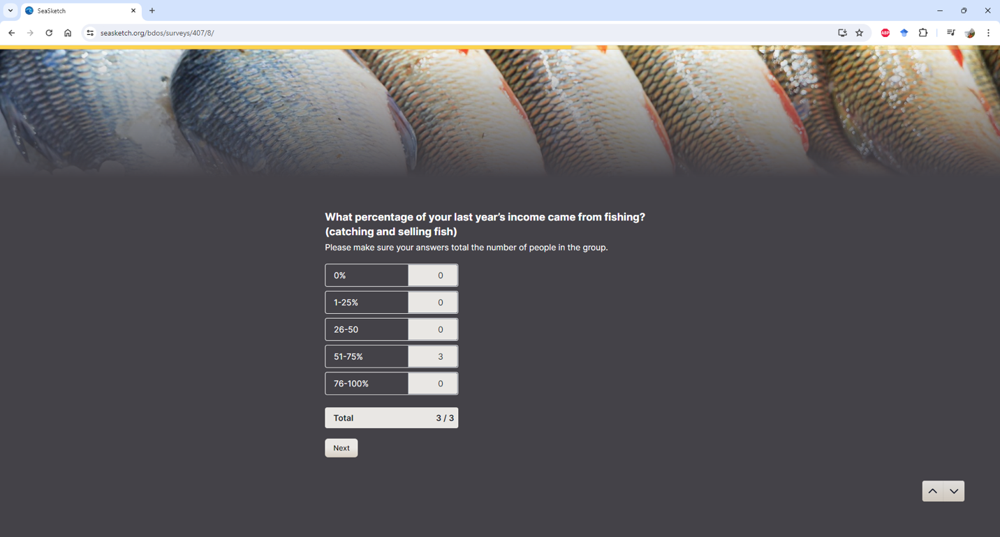 SeaSketch
seasketch.org/bdos/surveys/407/8/
ABP
What percentage of your last year's income came from fishing?
(catching and selling fish)
Please make sure your answers total the number of people in the group.
0% 0
1-25% 0
26-50 0
51-75% 3
76-100% 0
Total 3 / 3
Next